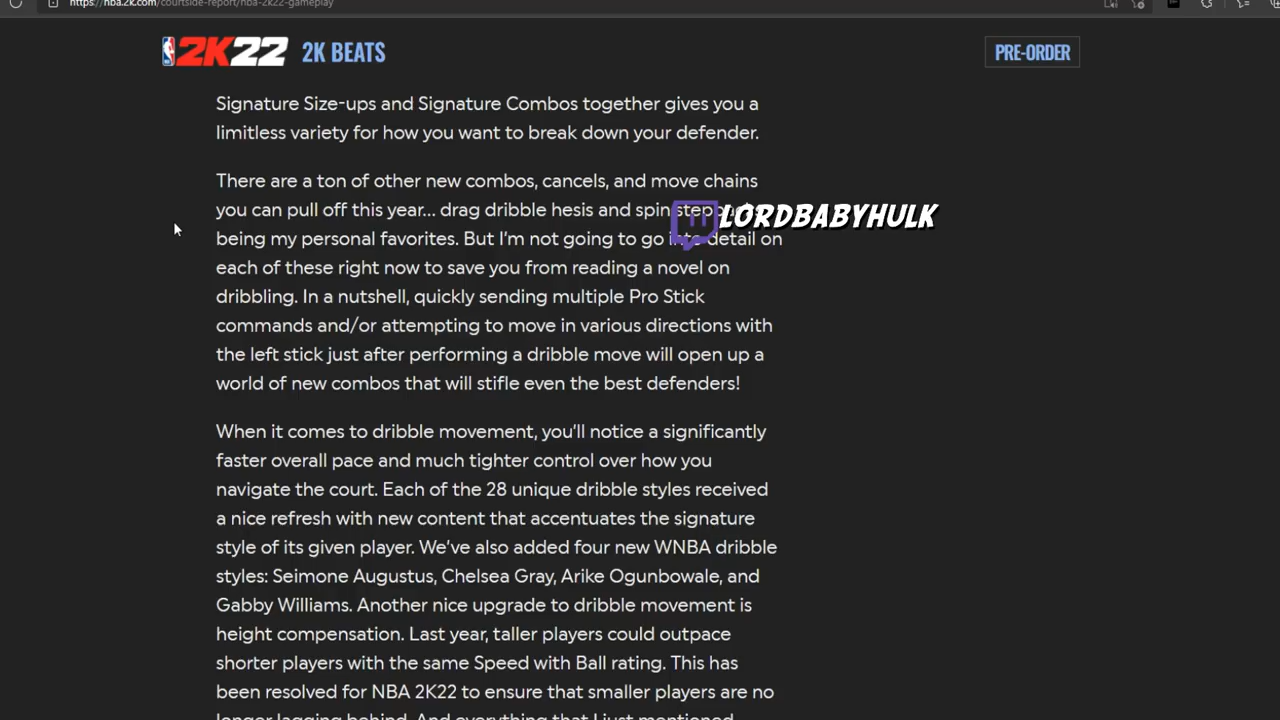 https://nba.2k.com/courtside-report/nba-2k22-gameplay
2K22 2K BEATS
PRE-ORDER
Signature Size-ups and Signature Combos together gives you a
limitless variety for how you want to break down your defender.
There are a ton of other new combos, cancels, and move chains
you can pull off this year... drag dribble hesis and spin
LORDBABYHULK
being my personal favorites. But I'm not going to go into detail on
each of these right now to save you from reading a novel on
dribbling. In a nutshell, quickly sending multiple Pro Stick
commands and/or attempting to move in various directions with
the left stick just after performing a dribble move will open up a
world of new combos that will stifle even the best defenders!
When it comes to dribble movement, you'll notice a significantly
faster overall pace and much tighter control over how you
navigate the court. Each of the 28 unique dribble styles received
a nice refresh with new content that accentuates the signature
style of its given player. We've also added four new WNBA dribble
styles: Seimone Augustus, Chelsea Gray, Arike Ogunbowale, and
Gabby Williams. Another nice upgrade to dribble movement is
height compensation. Last year, taller players could outpace
shorter players with the same Speed with Ball rating. This has
been resolved for NBA 2K22 to ensure that smaller players are no
longer lagging behind. And everything that I just mentioned